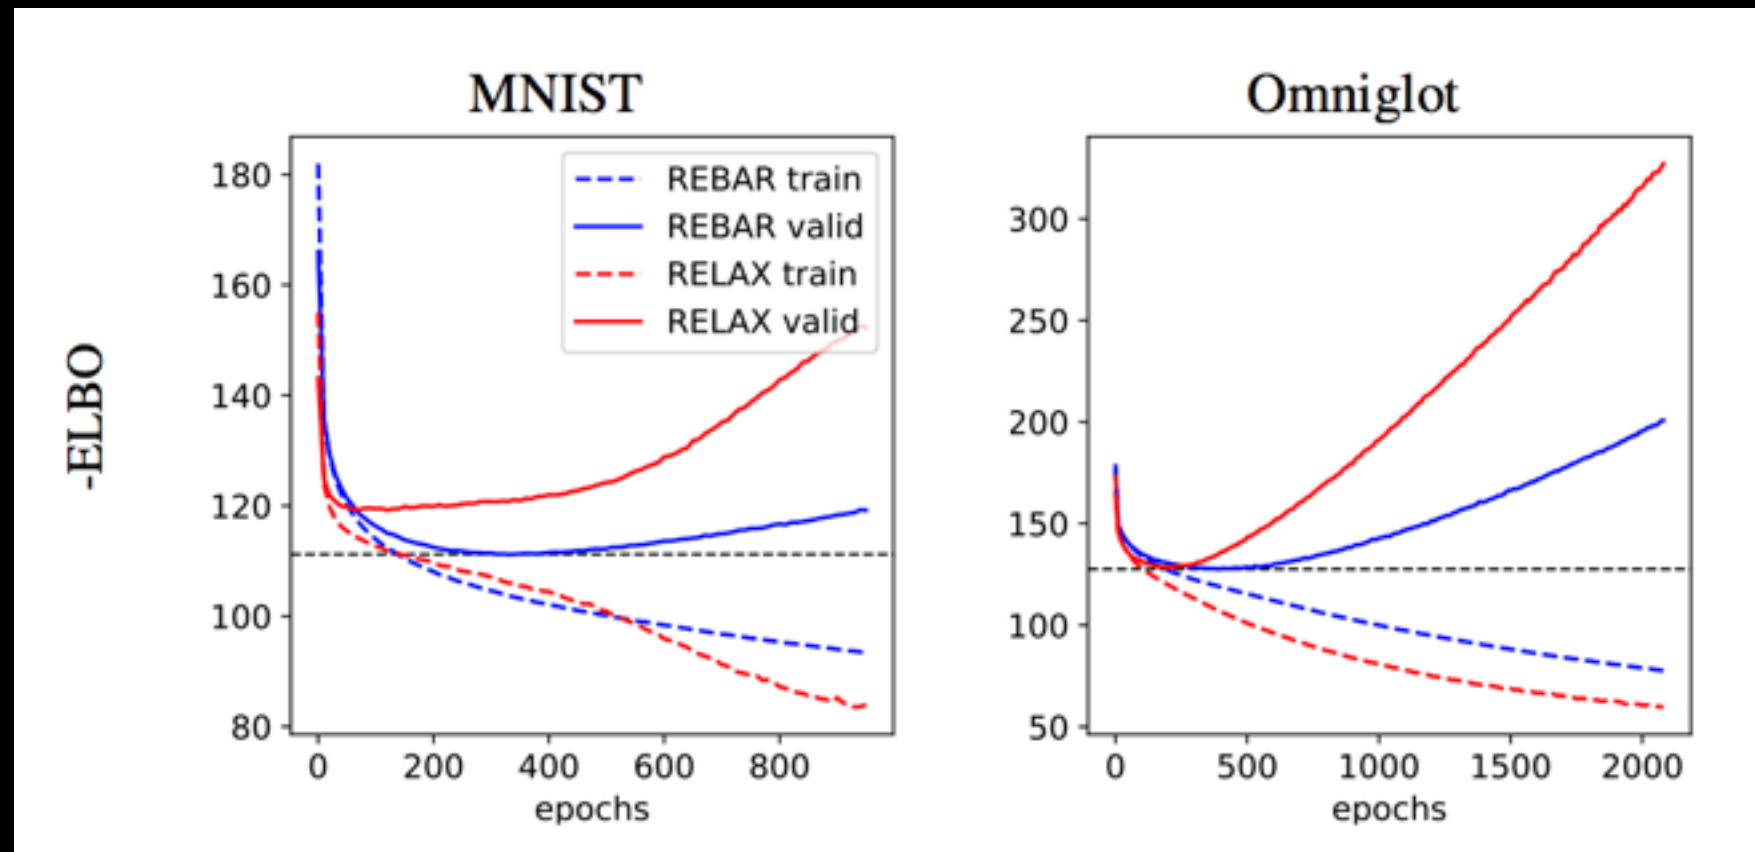 MNIST
Omniglot
-ELBO
180
160
140
120
100
80
REBAR train
REBAR valid
RELAX train
RELAX valid
0 200 400 600 800
epochs
300
250
200
150
100
50
0 500 1000 1500 2000
epochs